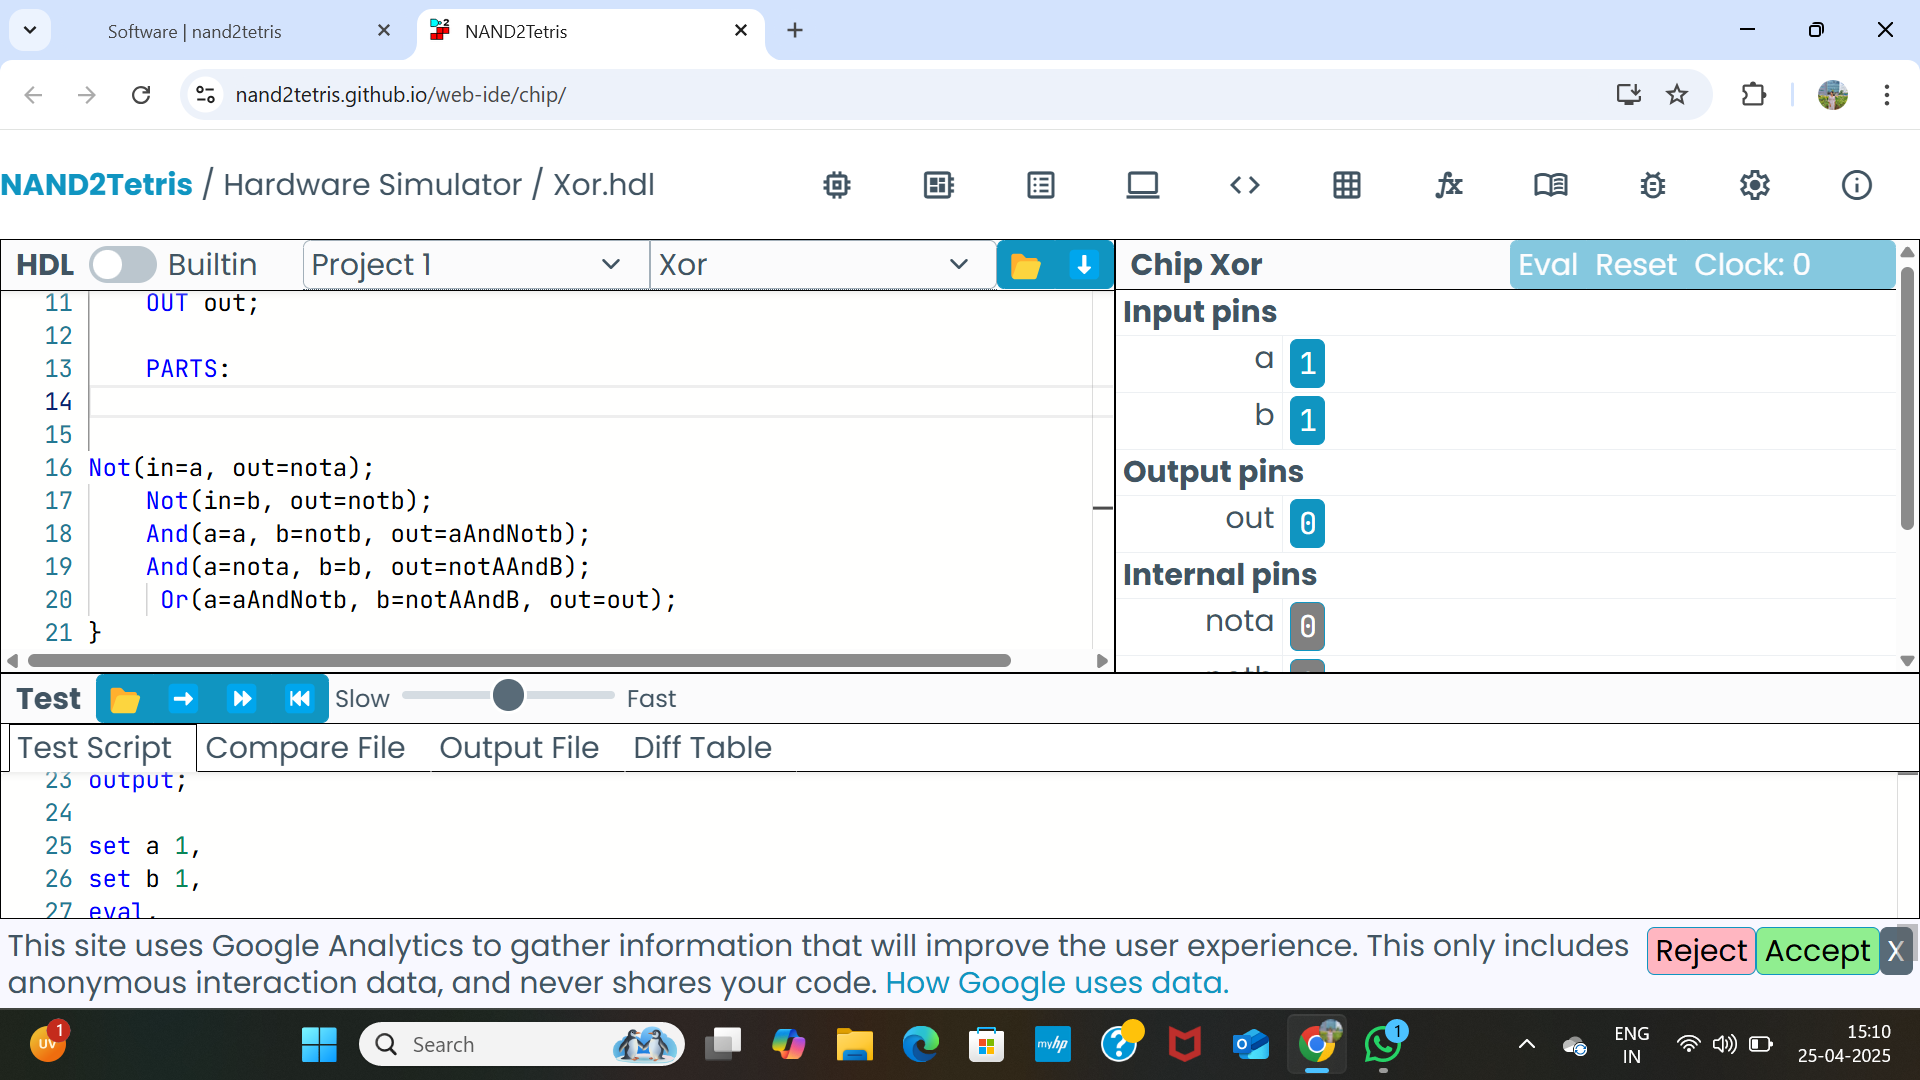 Software | nand2tetris
NAND2Tetris
nand2tetris.github.io/web-ide/chip/
NAND2Tetris / Hardware Simulator / Xor.hdl
HDL Builtin Project 1 Xor
Chip Xor Eval Reset Clock: 0
11 OUT out;
12
13 PARTS:
14
15
16 Not(in=a, out=nota);
17 Not(in=b, out=notb);
18 And(a=a, b=notb, out=aAndNotb);
19 And(a=nota, b=b, out=notAAndB);
20 Or(a=aAndNotb, b=notAAndB, out=out);
21 }
Input pins
a 1
b 1
Output pins
out 0
Internal pins
nota 0
Test Slow Fast
Test Script Compare File Output File Diff Table
23 output;
24
25 set a 1,
26 set b 1,
27 eval,
This site uses Google Analytics to gather information that will improve the user experience. This only includes
anonymous interaction data, and never shares your code. How Google uses data.
Reject Accept X
UV 1
Search
myhp
1
ENG
IN
15:10
25-04-2025